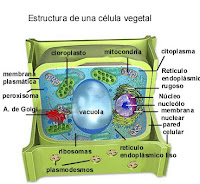 Estructura de una célula vegetal
cloroplasto
mitocondria
citoplasma
membrana
plasmática
peroxisoma
A. de Golgi
vacuola
Retículo
endoplásmico
rugoso
Núcleo
nucleólo
membrana
nuclear
pared
celular
ribosomas
plasmodesmos
retículo
endoplásmico liso